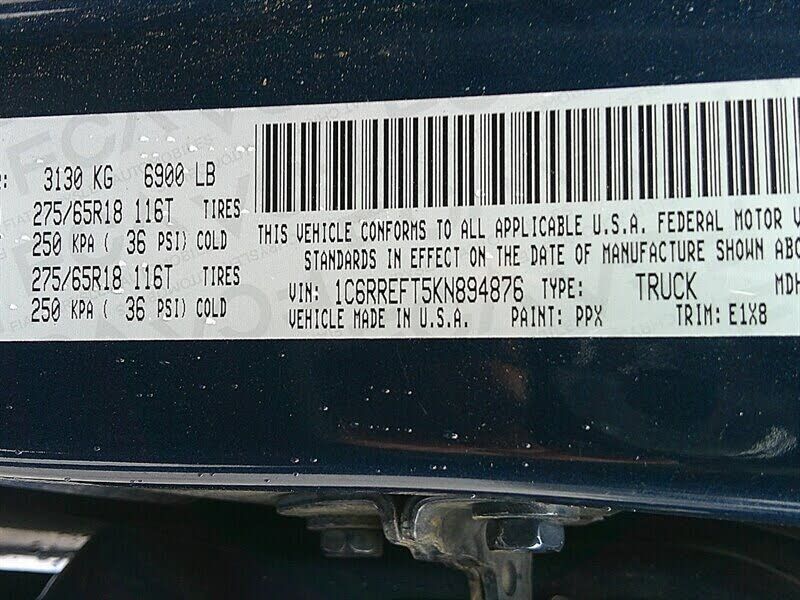 3130 KG 6900 LB
275/65R18 116T TIRES
250 KPA ( 36 PSI) COLD
275/65R18 116T TIRES
250 KPA ( 36 PSI) COLD
THIS VEHICLE CONFORMS TO ALL APPLICABLE U.S.A. FEDERAL MOTOR V
STANDARDS IN EFFECT ON THE DATE OF MANUFACTURE SHOWN ABO
VIN: 1C6RREFT5KN894876 TYPE: TRUCK MDH
VEHICLE MADE IN U.S.A. PAINT: PPX TRIM: E1X8